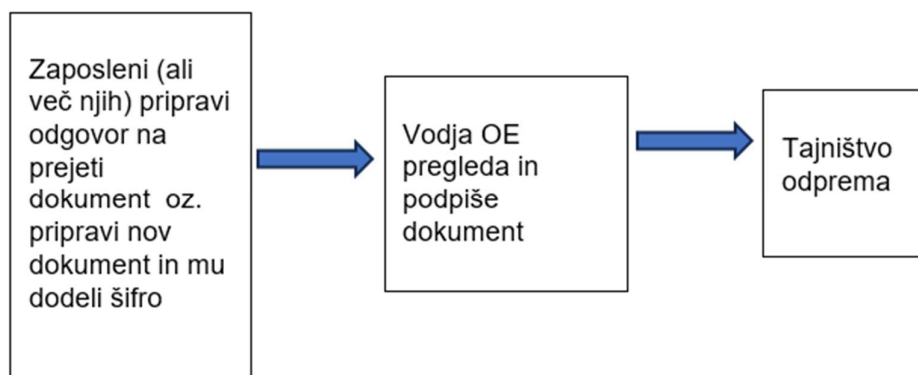 Zaposleni (ali
več njih) pripravi
odgovor na
prejeti
dokument  oz.
pripravi nov
dokument in mu
dodeli šifro
Vodja OE
pregleda in
podpiše
dokument
Tajništvo
odprema